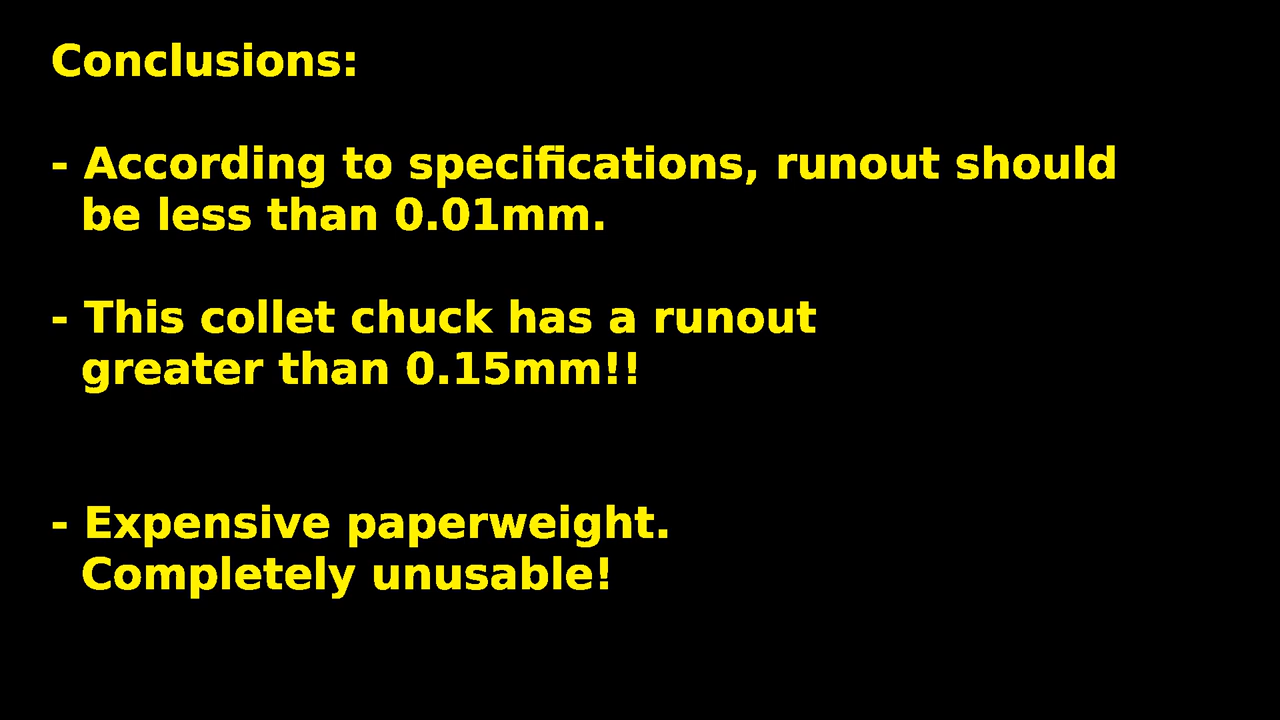 Conclusions:
- According to specifications, runout should
be less than 0.01mm.
- This collet chuck has a runout
greater than 0.15mm!!
- Expensive paperweight.
Completely unusable!